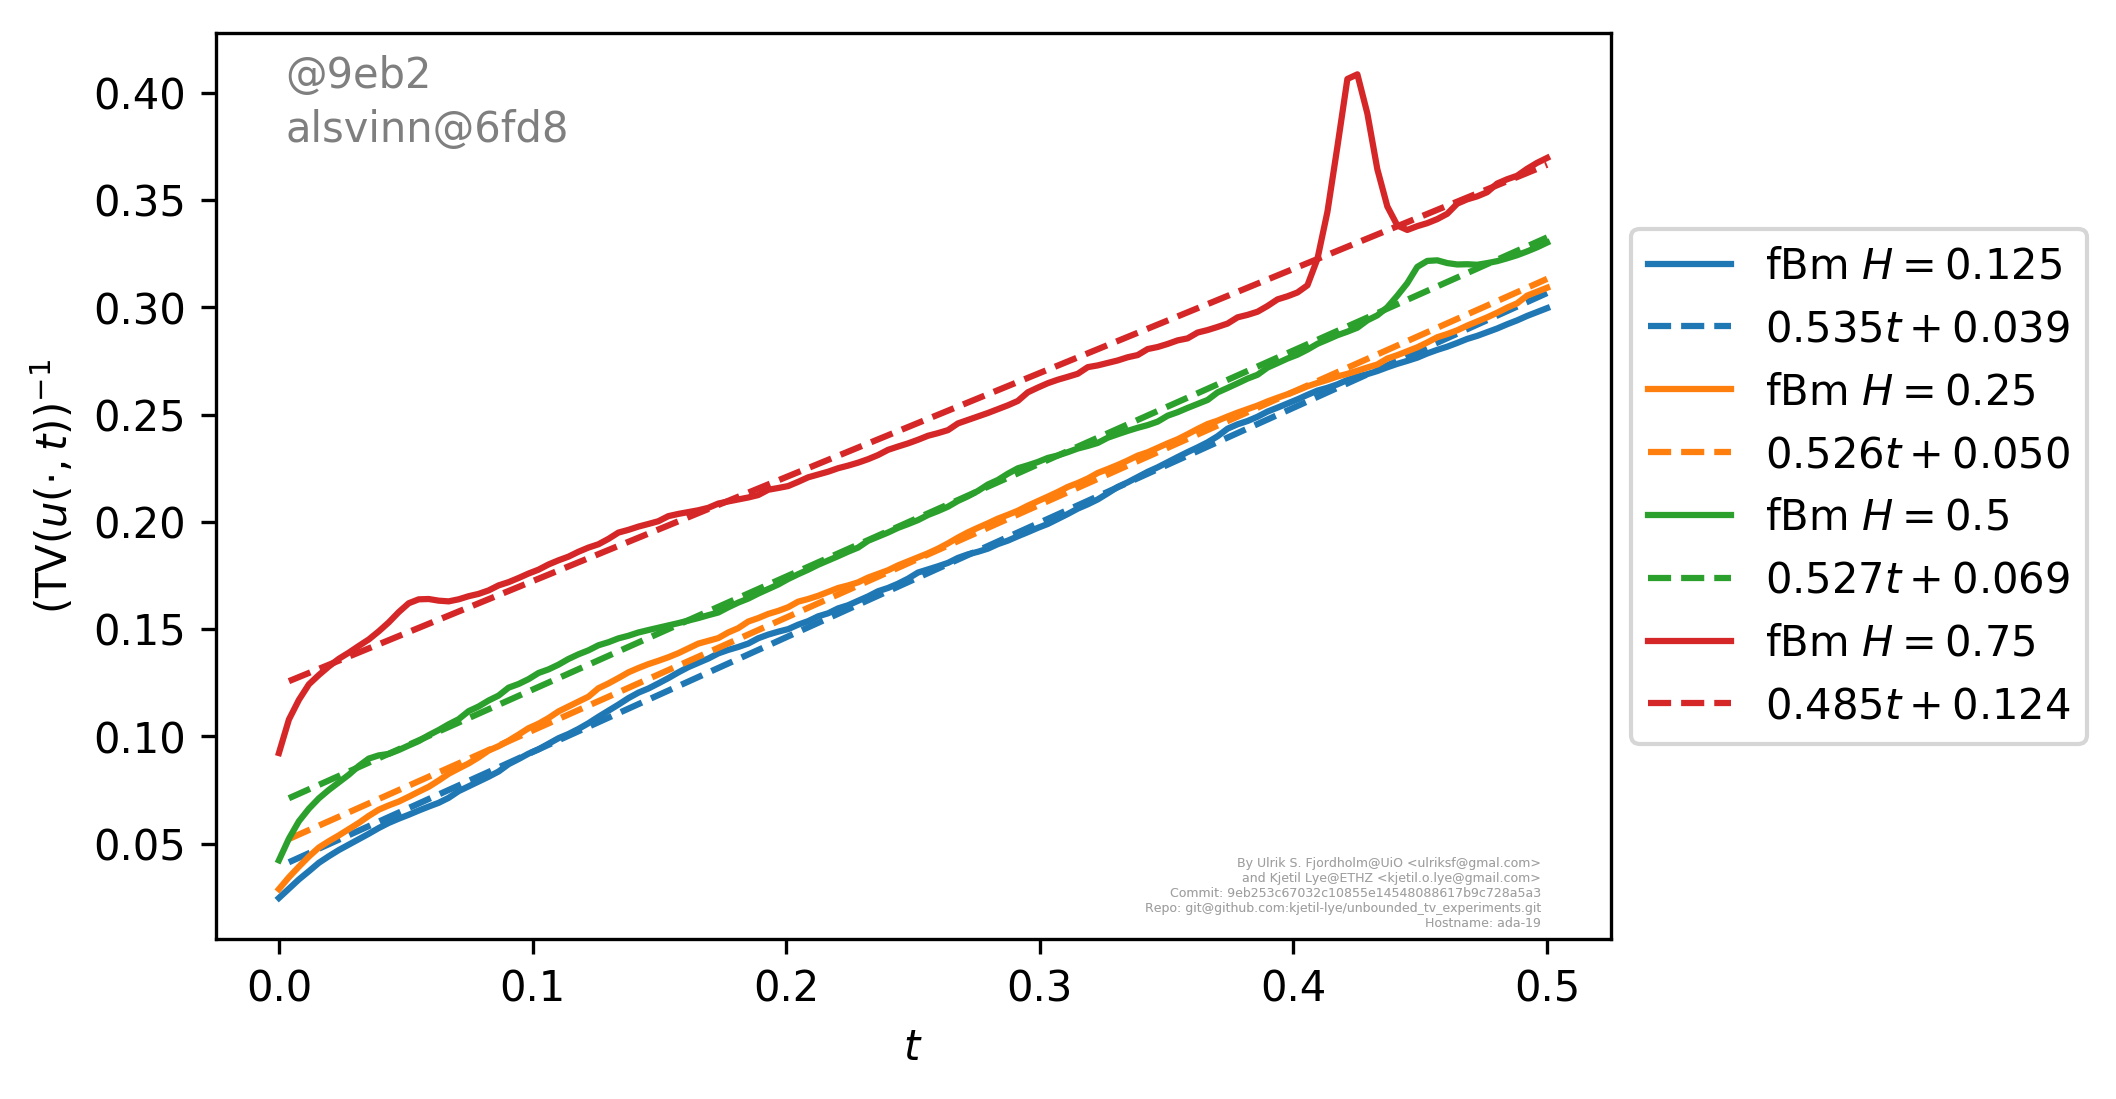 @9eb2
alsvinn@6fd8
0.40
0.35
0.30
0.25
0.20
0.15
0.10
0.05
(TV(u(·, t))⁻¹
0.0 0.1 0.2 0.3 0.4 0.5
t
fBm H = 0.125
0.535t + 0.039
fBm H = 0.25
0.526t + 0.050
fBm H = 0.5
0.527t + 0.069
fBm H = 0.75
0.485t + 0.124
By Ulrik S. Fjordholm@UiO <ulriksf@gmal.com>
and Kjetil Lye@ETHZ <kjetil.o.lye@gmail.com>
Commit: 9eb253c67032c10855e14548088617b9c728a5a3
Repo: git@github.com:kjetil-lye/unbounded_tv_experiments.git
Hostname: ada-19